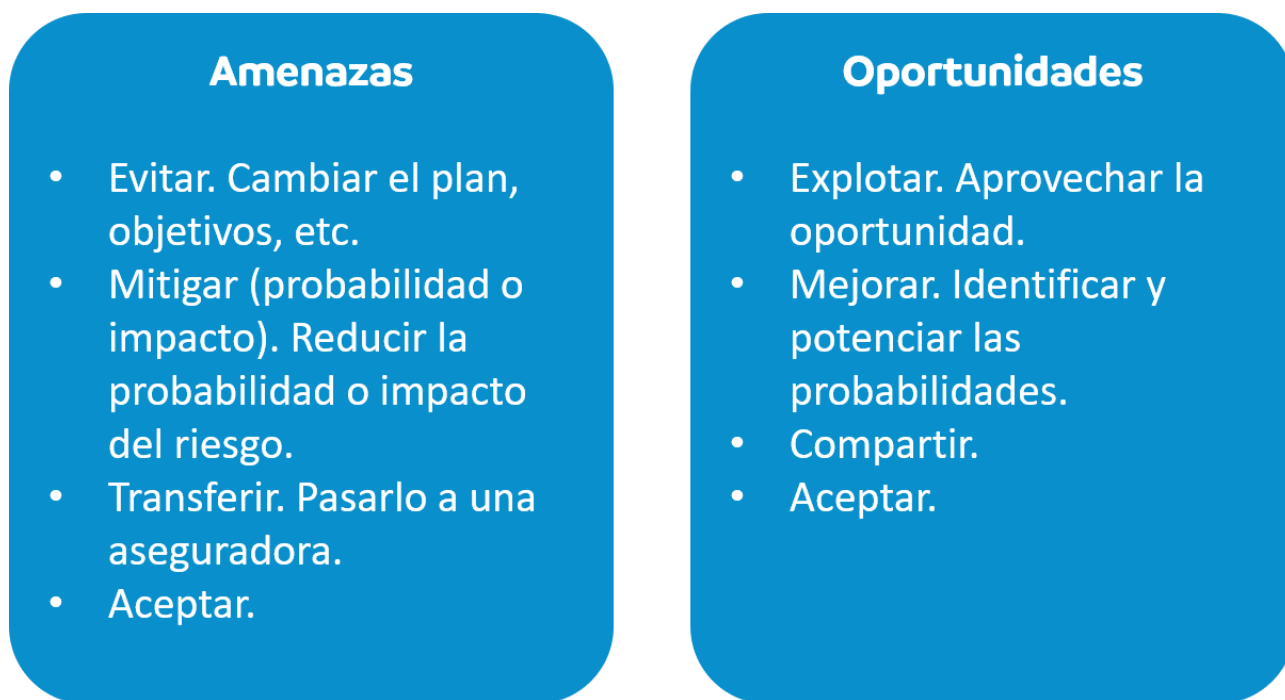 Amenazas
• Evitar. Cambiar el plan,
objetivos, etc.
• Mitigar (probabilidad o
impacto). Reducir la
probabilidad o impacto
del riesgo.
• Transferir. Pasarlo a una
aseguradora.
• Aceptar.
Oportunidades
• Explotar. Aprovechar la
oportunidad.
• Mejorar. Identificar y
potenciar las
probabilidades.
• Compartir.
• Aceptar.